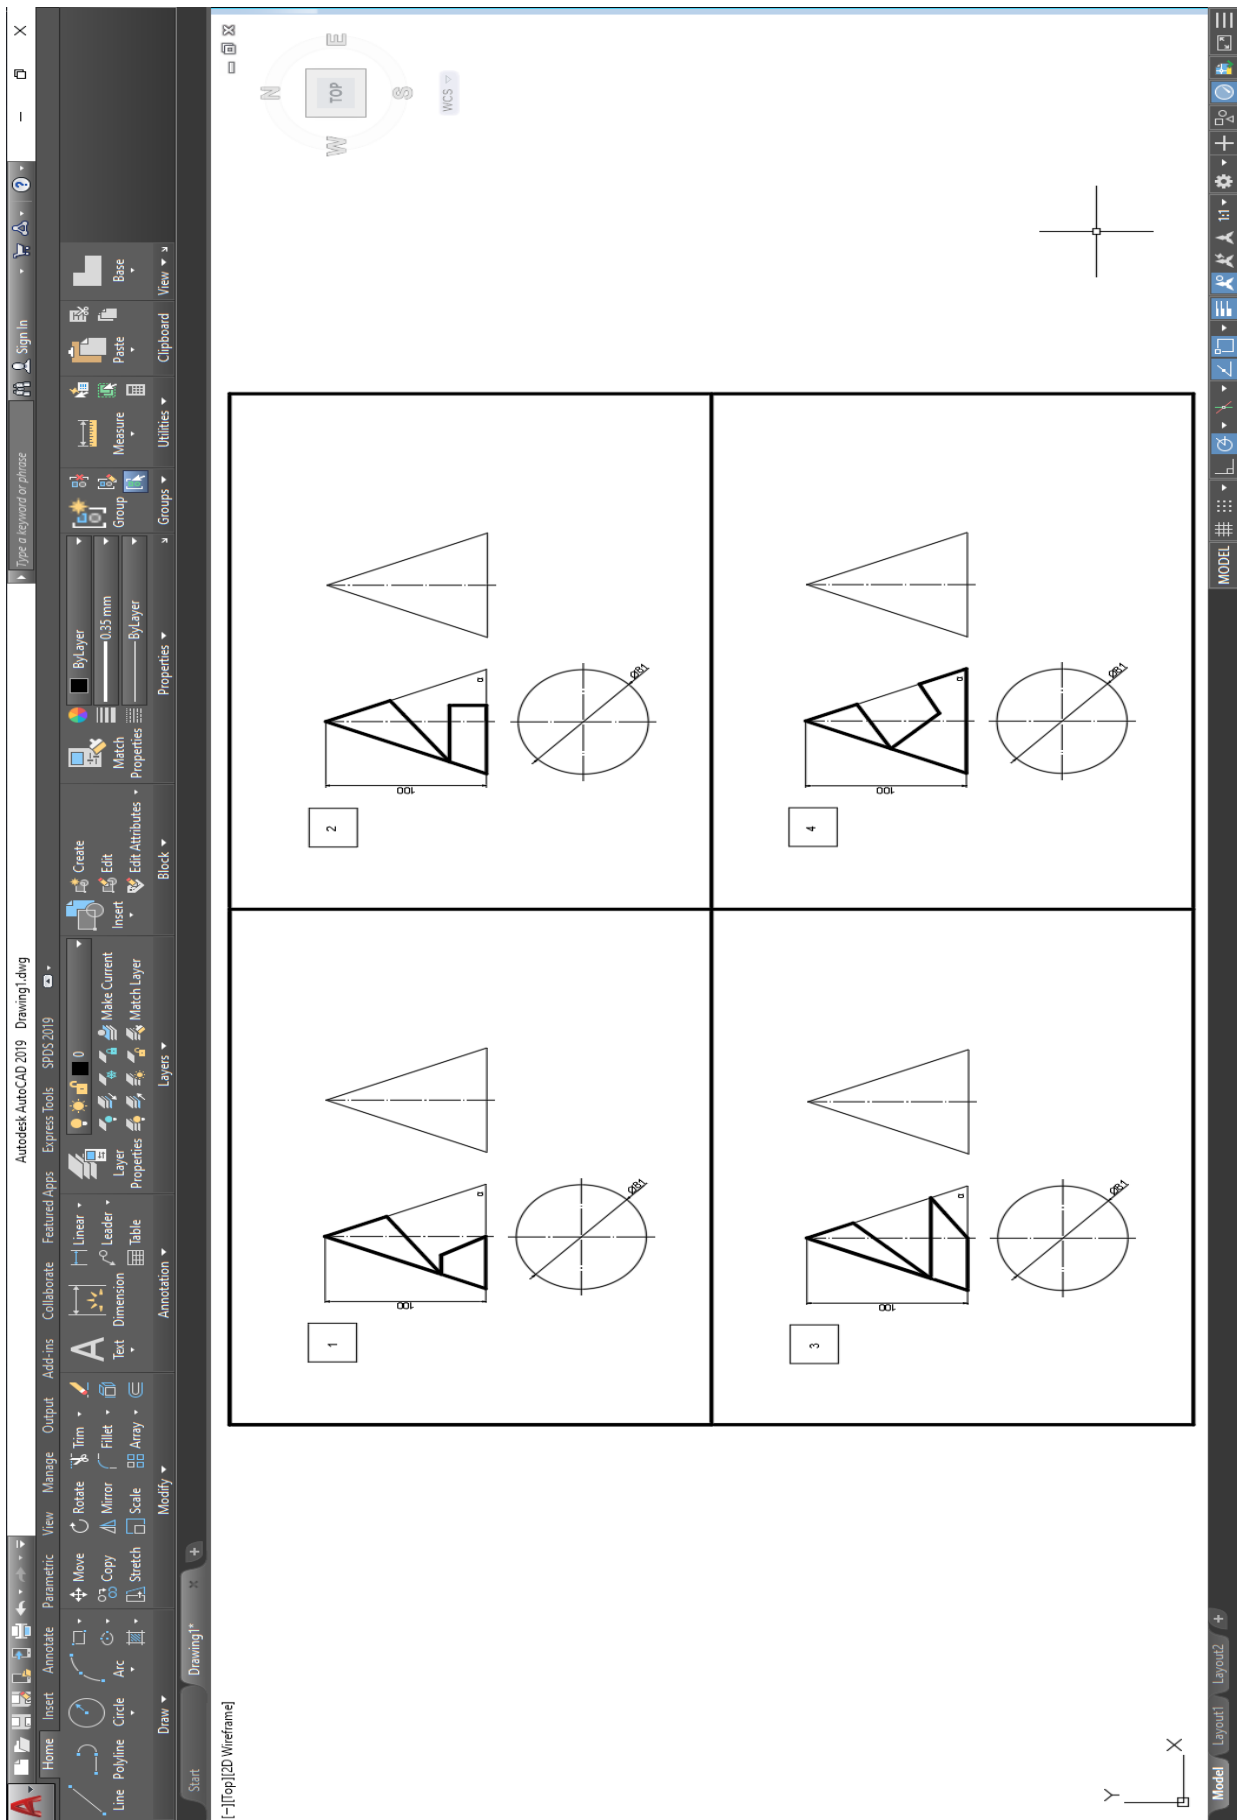 Autodesk AutoCAD 2019 Drawing1.dwg
Type a keyword or phrase
Sign In
Home Insert Annotate Parametric View Manage Output Add-ins Collaborate Express Tools Featured Apps SPDS 2019
Line Polyline Circle Arc
Draw
Move Rotate Trim
Copy Mirror Fillet
Stretch Scale Array
Modify
Text Dimension
Linear
Leader
Table
Annotation
Layer Properties
0
Make Current
Match Layer
Layers
Insert
Create
Edit
Edit Attributes
Block
Match Properties
ByLayer
0.35 mm
ByLayer
Properties
Group
Groups
Measure
Utilities
Paste
Clipboard
Base
View
Start Drawing1* +
[−][Top][2D Wireframe]
N
W TOP E
S
WCS
1
100
Ø81
2
100
Ø81
3
100
Ø81
4
100
Ø81
Y
X
Model Layout1 Layout2 +
MODEL
1:1